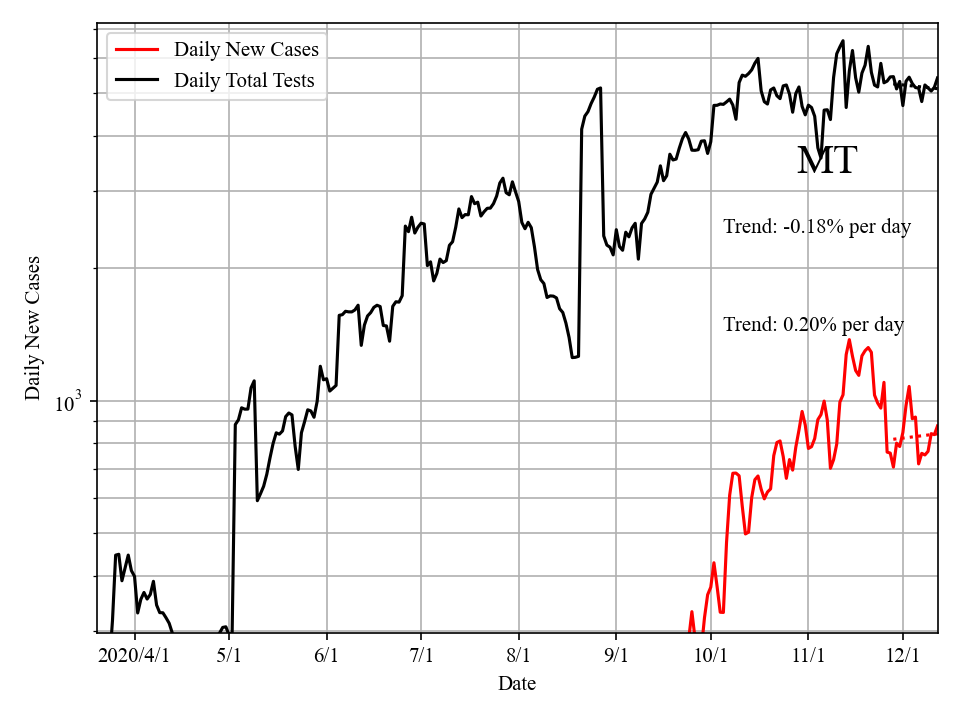 Daily New Cases
Daily Total Tests
MT
Trend: -0.18% per day
Trend: 0.20% per day
Daily New Cases
10³
2020/4/1 5/1 6/1 7/1 8/1 9/1 10/1 11/1 12/1
Date